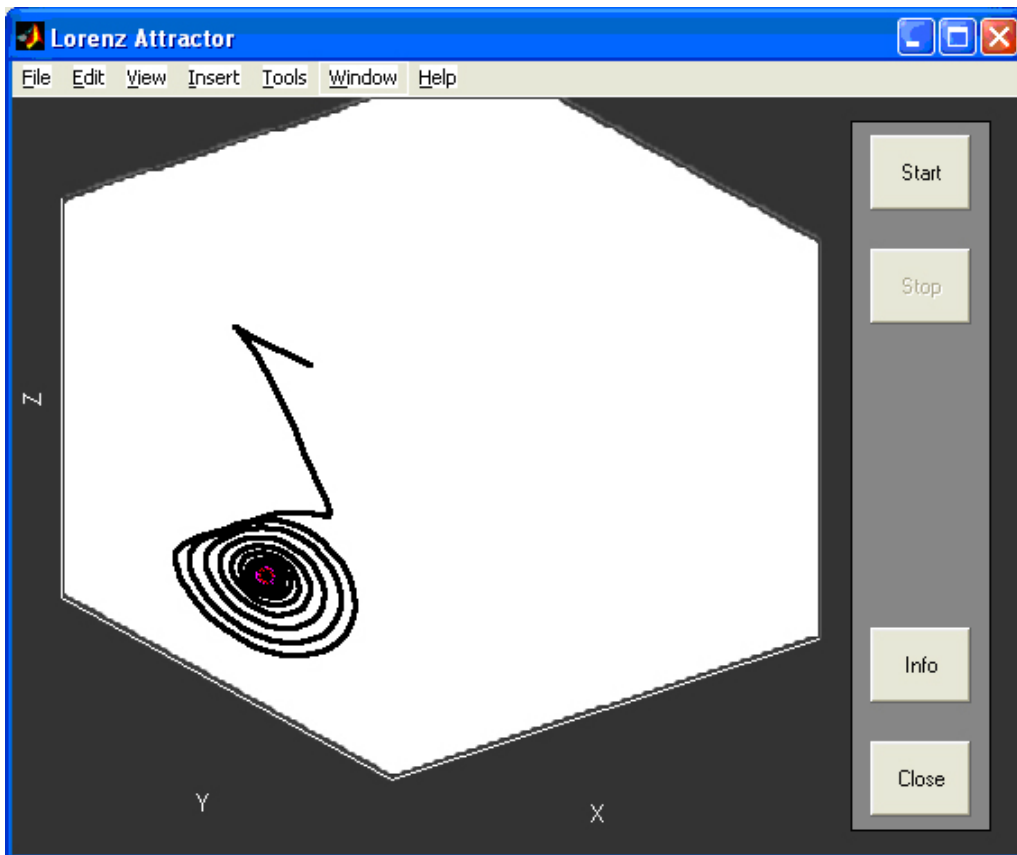 Lorenz Attractor
File Edit View Insert Tools Window Help
Start
Stop
Z
Info
Close
Y
X